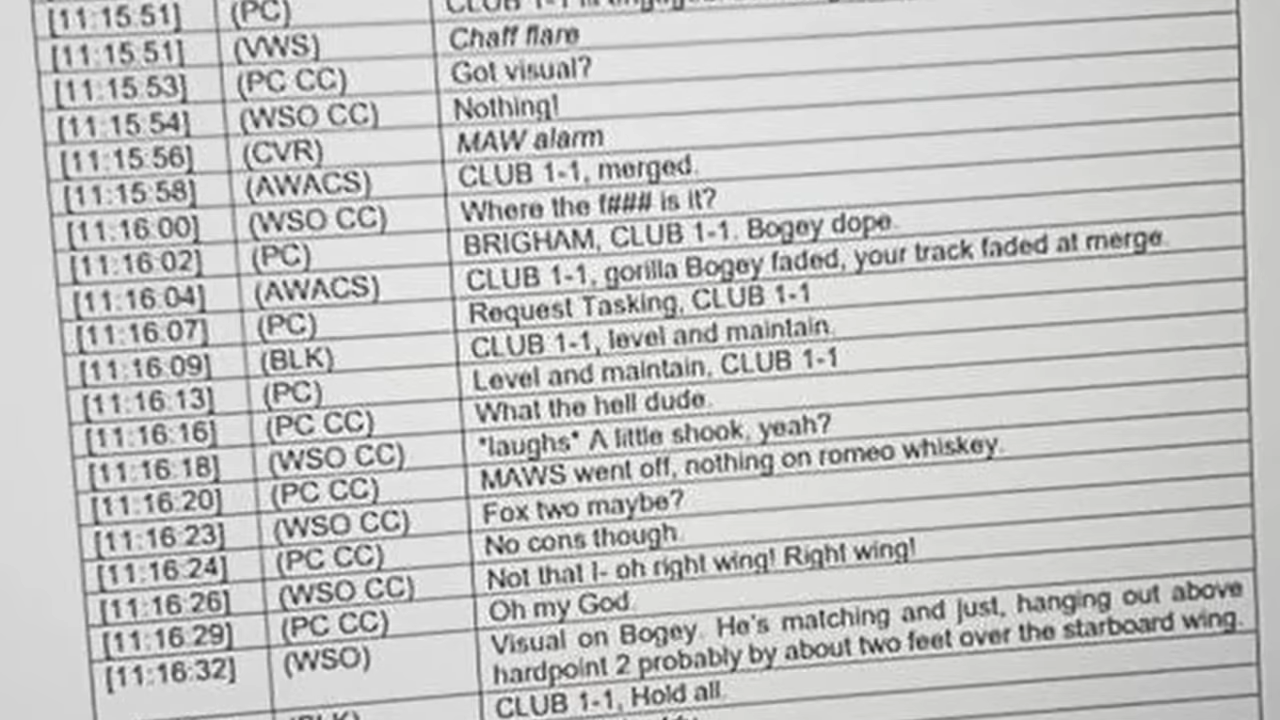 [11:15:51] (PC) CLUB 1-1 is engaged
[11:15:51] (VWS) Chaff flare
[11:15:53] (PC CC) Got visual?
[11:15:54] (WSO CC) Nothing!
[11:15:56] (CVR) MAW alarm
[11:15:58] (AWACS) CLUB 1-1, merged.
[11:16:00] (WSO CC) Where the f### is it?
[11:16:02] (PC) BRIGHAM, CLUB 1-1. Bogey dope.
[11:16:04] (AWACS) CLUB 1-1, gorilla Bogey faded, your track faded at merge.
[11:16:07] (PC) Request Tasking, CLUB 1-1
[11:16:09] (BLK) CLUB 1-1, level and maintain.
[11:16:13] (PC) Level and maintain, CLUB 1-1
[11:16:16] (PC CC) What the hell dude.
[11:16:18] (WSO CC) *laughs* A little shook, yeah?
[11:16:20] (PC CC) MAWS went off, nothing on romeo whiskey.
[11:16:23] (WSO CC) Fox two maybe?
[11:16:24] (PC CC) No cons though.
[11:16:26] (WSO CC) Not that I- oh right wing! Right wing!
[11:16:29] (PC CC) Oh my God.
[11:16:32] (WSO) Visual on Bogey. He's matching and just, hanging out above
hardpoint 2 probably by about two feet over the starboard wing.
(BLK) CLUB 1-1, Hold all.